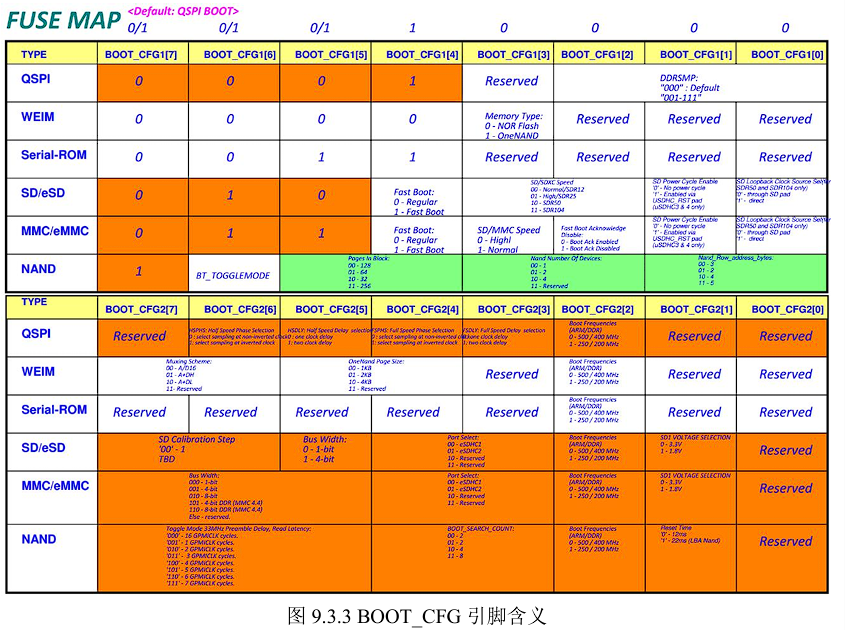 FUSE MAP <Default: QSPI BOOT>
0/1 0/1 0/1 1 0 0 0 0
TYPE BOOT_CFG1[7] BOOT_CFG1[6] BOOT_CFG1[5] BOOT_CFG1[4] BOOT_CFG1[3] BOOT_CFG1[2] BOOT_CFG1[1] BOOT_CFG1[0]
QSPI 0 0 0 1 Reserved
DDRSMP:
"000" : Default
"001-111"
WEIM 0 0 0 0
Memory Type:
0 - NOR Flash
1 - OneNAND
Reserved Reserved Reserved
Serial-ROM 0 0 1 1 Reserved Reserved Reserved Reserved
SD/eSD 0 1 0
Fast Boot:
0 - Regular
1 - Fast Boot
SD/SDXC Speed
00 - Normal/SDR12
01 - High/SDR25
10 - SDR50
11 - SDR104
SD Power Cycle Enable
'0' - No power cycle
'1' - Enabled via
USDHC_RST pad
(uSDHC3 & 4 only)
SD Loopback Clock Source Sel(for
SDR50 and SDR104 only)
'0' - through SD pad
'1' - direct
MMC/eMMC 0 1 1
Fast Boot:
0 - Regular
1 - Fast Boot
SD/MMC Speed
0 - Highl
1- Normal
Fast Boot Acknowledge
Disable:
0 - Boot Ack Enabled
1 - Boot Ack Disabled
SD Power Cycle Enable
'0' - No power cycle
'1' - Enabled via
USDHC_RST pad
(uSDHC3 & 4 only)
SD Loopback Clock Source Sel(for
SDR50 and SDR104 only)
'0' - through SD pad
'1' - direct
NAND 1 BT_TOGGLEMODE
Pages In Block:
00 - 128
01 - 64
10 - 32
11 - 256
Nand Number Of Devices:
00 - 1
01 - 2
10 - 4
11 - Reserved
Nand_Row_address_bytes:
00 - 3
01 - 2
10 - 4
11 - 5
TYPE BOOT_CFG2[7] BOOT_CFG2[6] BOOT_CFG2[5] BOOT_CFG2[4] BOOT_CFG2[3] BOOT_CFG2[2] BOOT_CFG2[1] BOOT_CFG2[0]
QSPI Reserved
HSPHS: Half Speed Phase Selection
0 : select sampling at non-inverted clock
1: select sampling at inverted clock
HSDLY: Half Speed Delay selection
0 : one clock delay
1: two clock delay
FSPHS: Full Speed Phase Selection
0 : select sampling at non-inverted clock
1: select sampling at inverted clock
FSDLY: Full Speed Delay selection
one clock delay
1: two clock delay
Boot Frequencies
(ARM/DDR)
0 - 500 / 400 MHz
1 - 250 / 200 MHz
Reserved Reserved
WEIM
Muxing Scheme:
00 - A/D16
01 - A+DH
10 - A+DL
11- Reserved
OneNand Page Size:
00 - 1KB
01 - 2KB
10 - 4KB
11 - Reserved
Reserved
Boot Frequencies
(ARM/DDR)
0 - 500 / 400 MHz
1 - 250 / 200 MHz
Reserved Reserved
Serial-ROM Reserved Reserved Reserved Reserved Reserved
Boot Frequencies
(ARM/DDR)
0 - 500 / 400 MHz
1 - 250 / 200 MHz
Reserved Reserved
SD/eSD
SD Calibration Step
'00' - 1
TBD
Bus Width:
0 - 1-bit
1 - 4-bit
Port Select:
00 - eSDHC1
01 - eSDHC2
10 - Reserved
11 - Reserved
Boot Frequencies
(ARM/DDR)
0 - 500 / 400 MHz
1 - 250 / 200 MHz
SD1 VOLTAGE SELECTION
0 - 3.3V
1 - 1.8V
Reserved
MMC/eMMC
Bus Width:
000 - 1-bit
001 - 4-bit
010 - 8-bit
101 - 4-bit DDR (MMC 4.4)
110 - 8-bit DDR (MMC 4.4)
Else - reserved.
Port Select:
00 - eSDHC1
01 - eSDHC2
10 - Reserved
11 - Reserved
Boot Frequencies
(ARM/DDR)
0 - 500 / 400 MHz
1 - 250 / 200 MHz
SD1 VOLTAGE SELECTION
0 - 3.3V
1 - 1.8V
Reserved
NAND
Toggle Mode 33MHz Preamble Delay, Read Latency:
'000' - 16 GPMICLK cycles.
'001' - 1 GPMICLK cycles.
'010' - 2 GPMICLK cycles.
'011' - 3 GPMICLK cycles.
'100' - 4 GPMICLK cycles.
'101' - 5 GPMICLK cycles.
'110' - 6 GPMICLK cycles.
'111' - 7 GPMICLK cycles.
BOOT_SEARCH_COUNT:
00 - 2
01 - 2
10 - 4
11 - 8
Boot Frequencies
(ARM/DDR)
0 - 500 / 400 MHz
1 - 250 / 200 MHz
Reset Time
'0' - 12ms
'1' - 22ms (LBA Nand)
Reserved
图 9.3.3 BOOT_CFG 引脚含义